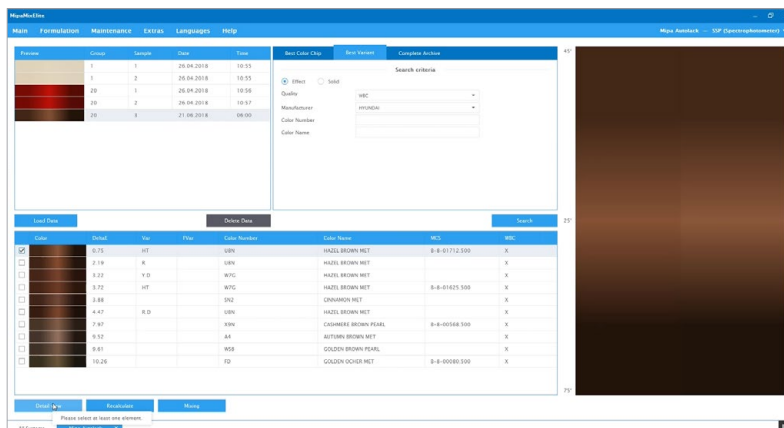 MipaMixElite
Main Formulation Maintenance Extras Languages Help Mipa Autolack — SSP (Spectrophotometer)
Preview Group Sample Date Time Best Color Chip Best Variant Complete Archive 45°
1 1 26.04.2018 10:55 Search criteria
1 2 26.04.2018 10:55 Effect Solid
20 1 26.04.2018 10:56 Quality WBC
20 2 26.04.2018 10:57 Manufacturer HYUNDAI
20 3 21.06.2018 08:00 Color Number
Color Name
Load Data Delete Data Search 25°
Color DeltaE Var FVar Color Number Color Name WCS WBC
0.75 HT U8N HAZEL BROWN MET 8-8-01712.500 X
2.19 R U8N HAZEL BROWN MET X
3.22 Y D W7G HAZEL BROWN MET X
3.72 HT W7G HAZEL BROWN MET 8-8-01625.500 X
3.88 SN2 CINNAMON MET X
4.47 R.D U8N HAZEL BROWN MET X
7.97 X9N CASHMERE BROWN PEARL 8-8-00568.500 X
9.52 A4 AUTUMN BROWN MET X
9.61 GOLDEN BROWN PEARL X
10.26 FD GOLDEN OCHER MET 8-8-00080.500 X
75°
Recalculate Mixing
Please select at least one element.